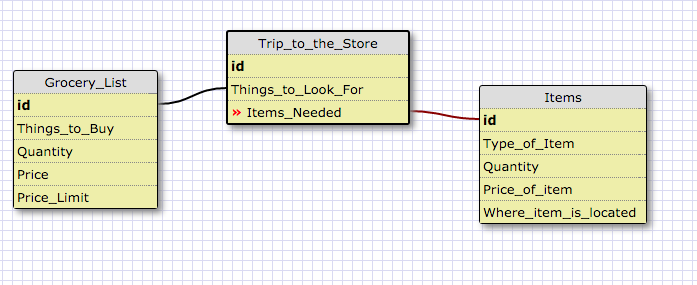 Grocery_List
id
Things_to_Buy
Quantity
Price
Price_Limit
Trip_to_the_Store
id
Things_to_Look_For
» Items_Needed
Items
id
Type_of_Item
Quantity
Price_of_item
Where_item_is_located